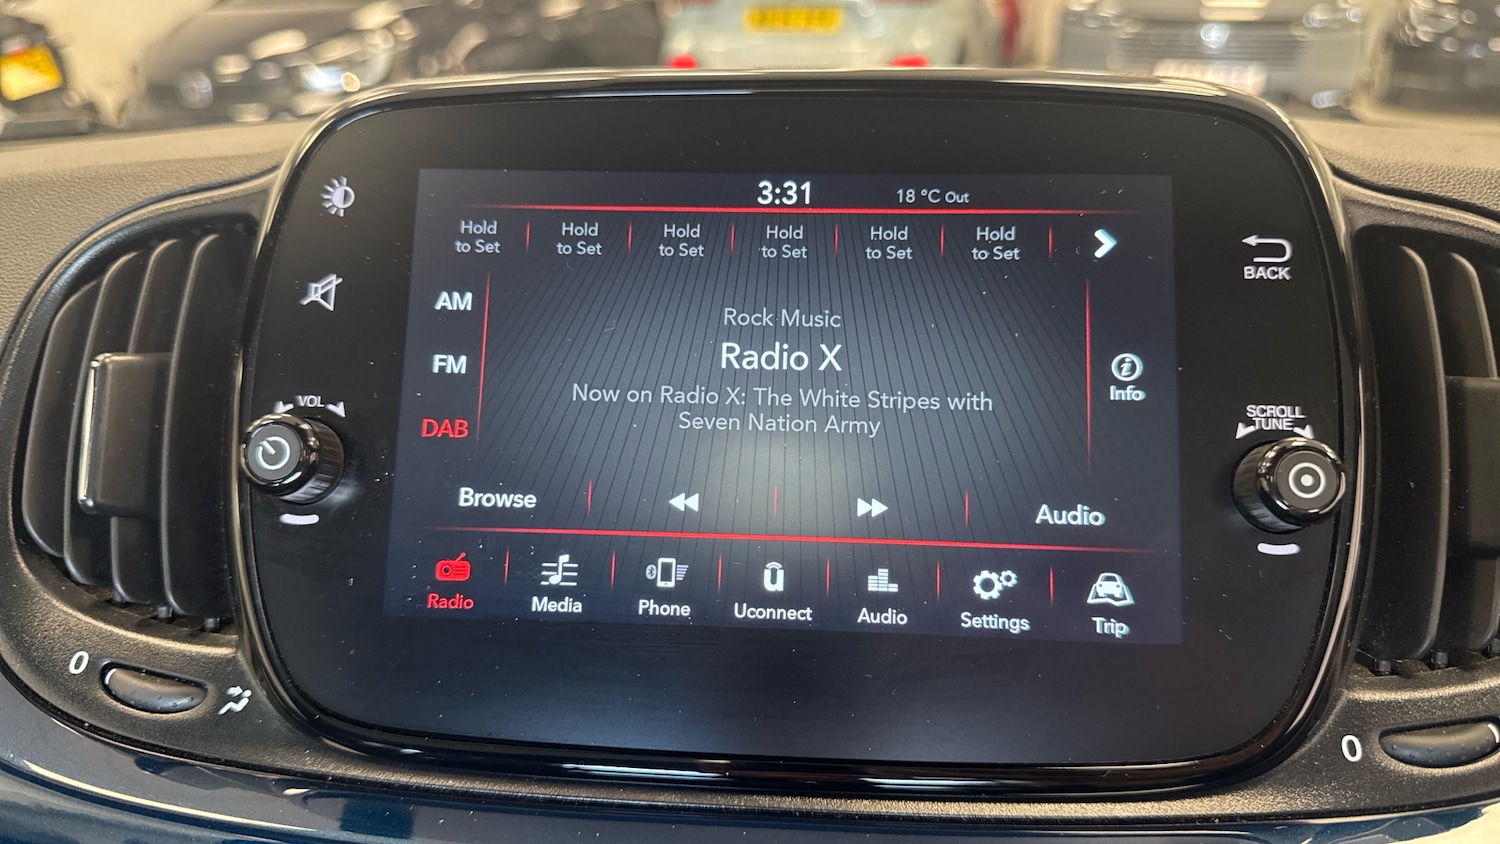 3:31
18 °C Out
Hold to Set
Hold to Set
Hold to Set
Hold to Set
Hold to Set
Hold to Set
AM
FM
DAB
Rock Music
Radio X
Now on Radio X: The White Stripes with
Seven Nation Army
Info
Browse
Audio
Radio
Media
Phone
Uconnect
Audio
Settings
Trip
VOL
BACK
SCROLL
TUNE
0
0